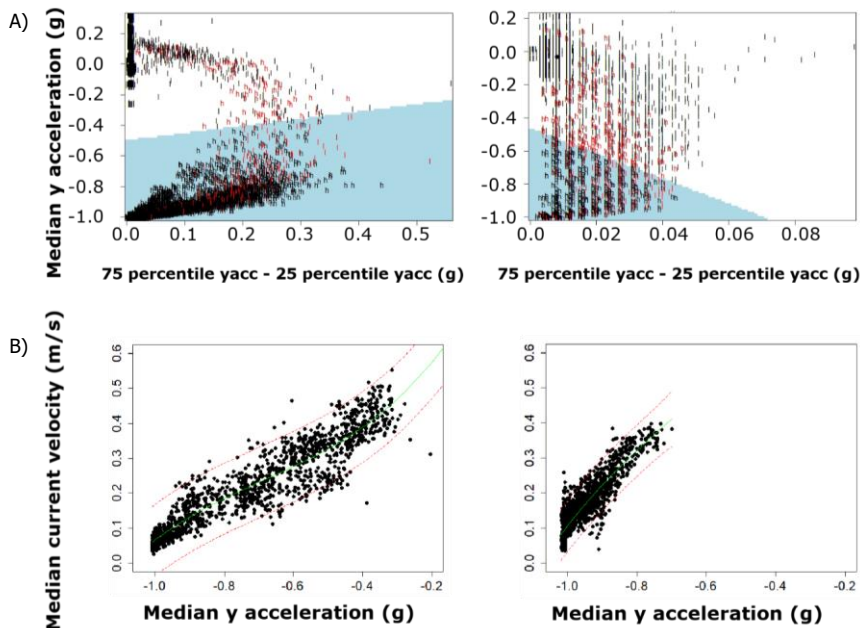 A)
Median y acceleration (g)
0.2
0.0
-0.2
-0.4
-0.6
-0.8
-1.0
0.0 0.1 0.2 0.3 0.4 0.5
75 percentile yacc - 25 percentile yacc (g)
0.2
0.0
-0.2
-0.4
-0.6
-0.8
-1.0
0.00 0.02 0.04 0.06 0.08
75 percentile yacc - 25 percentile yacc (g)
B)
Median current velocity (m/s)
0.6
0.5
0.4
0.3
0.2
0.1
0.0
-1.0 -0.8 -0.6 -0.4 -0.2
Median y acceleration (g)
0.6
0.5
0.4
0.3
0.2
0.1
0.0
-1.0 -0.8 -0.6 -0.4 -0.2
Median y acceleration (g)